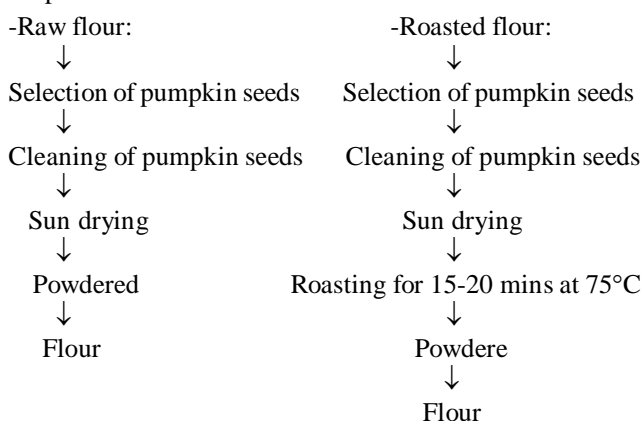 -Raw flour:
↓
Selection of pumpkin seeds
↓
Cleaning of pumpkin seeds
↓
Sun drying
↓
Powdered
↓
Flour
-Roasted flour:
↓
Selection of pumpkin seeds
↓
Cleaning of pumpkin seeds
↓
Sun drying
↓
Roasting for 15-20 mins at 75°C
↓
Powdere
↓
Flour